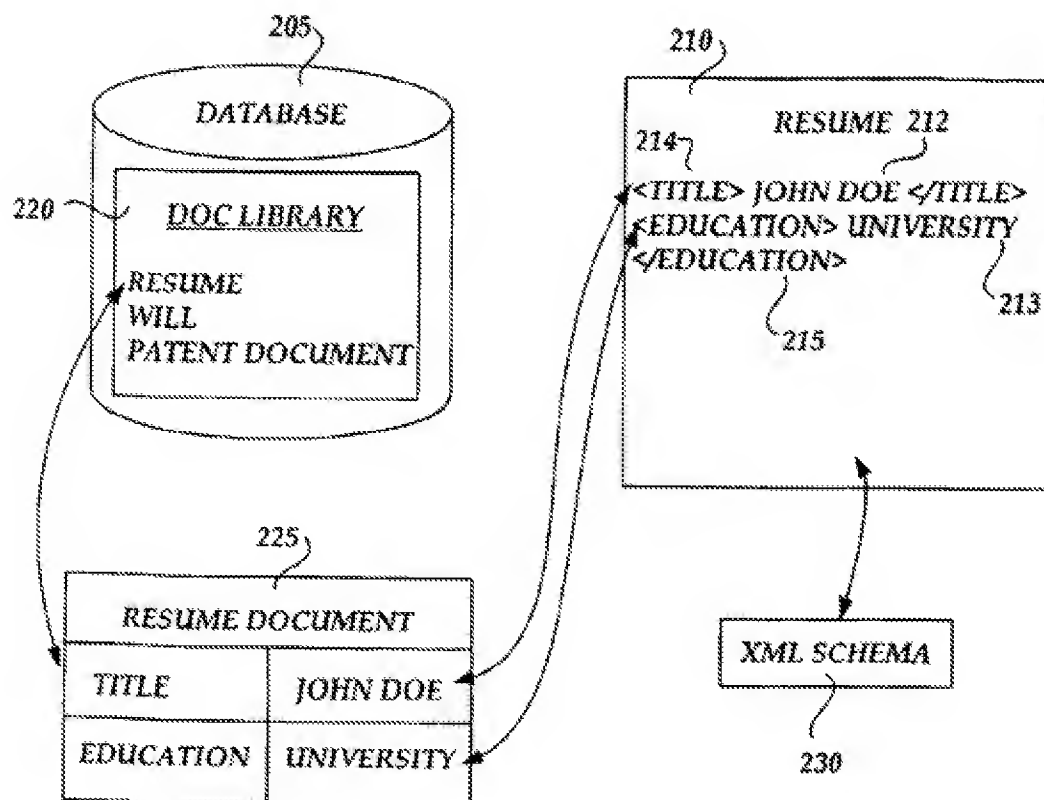 205
DATABASE
220
DOC LIBRARY
RESUME
WILL
PATENT DOCUMENT
210
RESUME 212
214
<TITLE> JOHN DOE </TITLE>
<EDUCATION> UNIVERSITY
</EDUCATION>
213
215
225
RESUME DOCUMENT
TITLE JOHN DOE
EDUCATION UNIVERSITY
XML SCHEMA
230